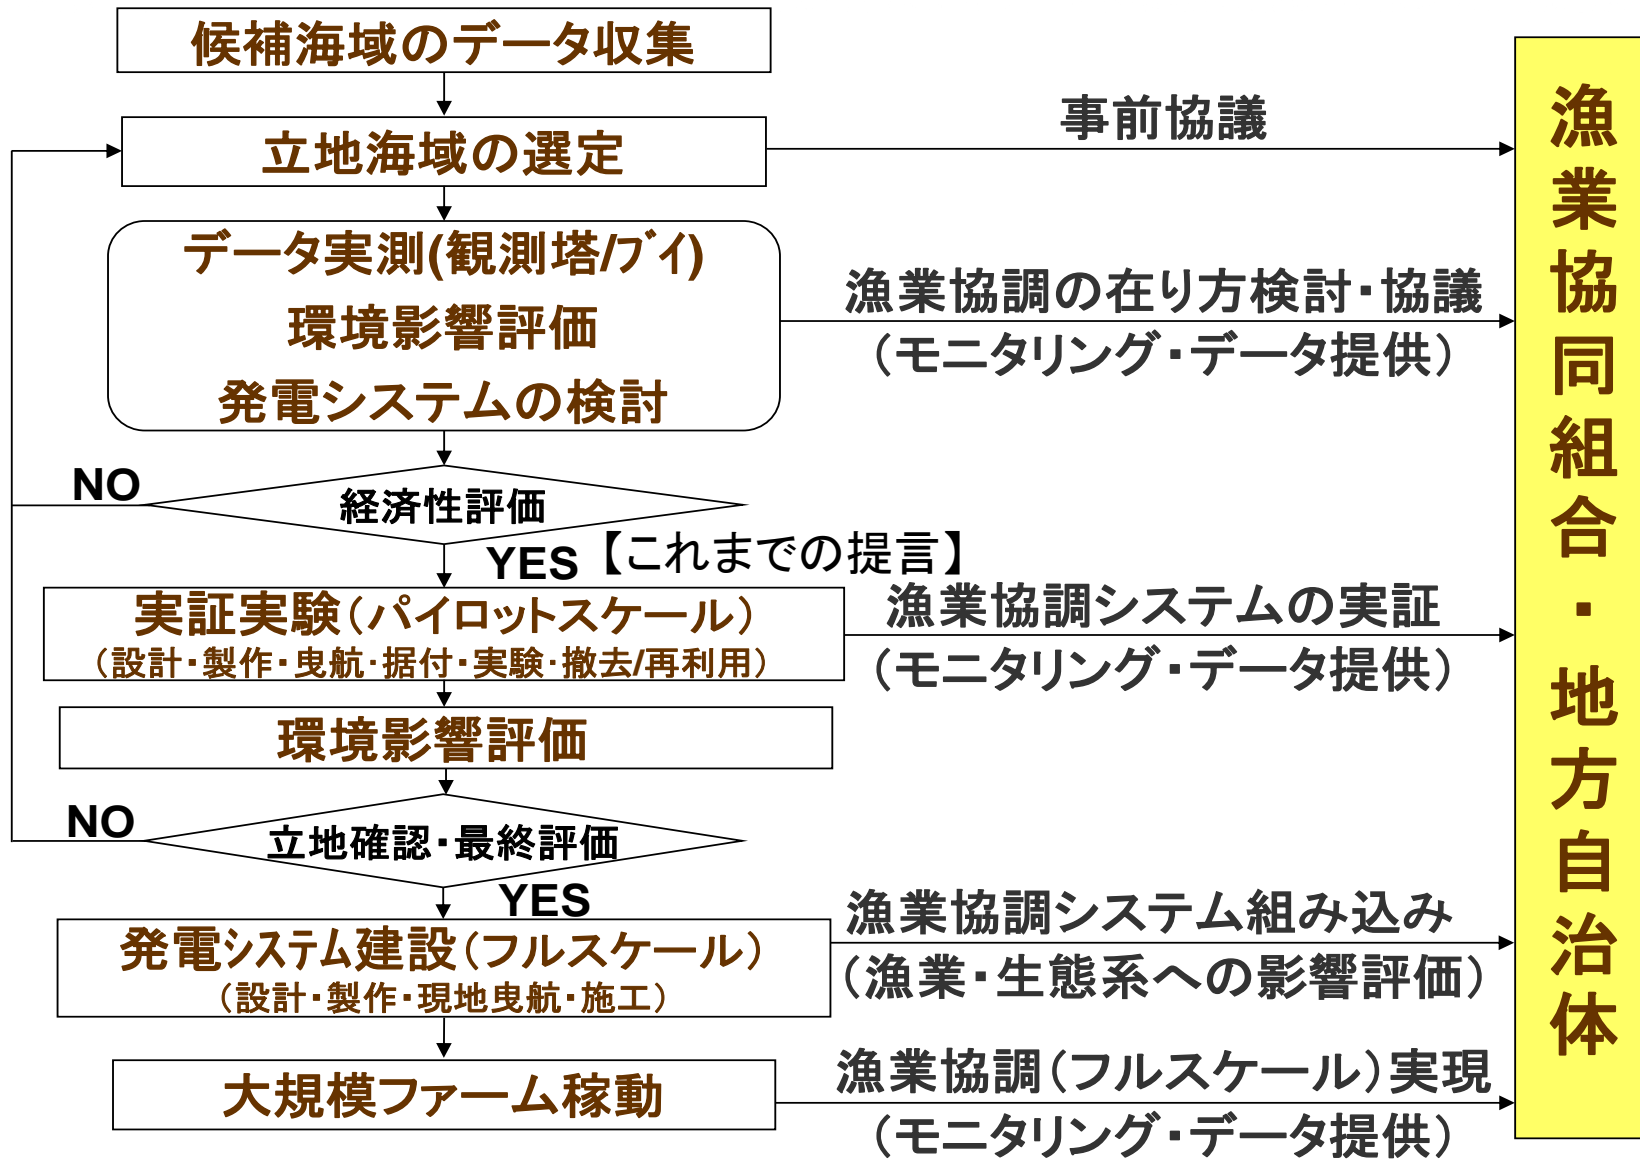 候補海域のデータ収集
立地海域の選定
事前協議
データ実測(観測塔/ブイ)
環境影響評価
発電システムの検討
漁業協調の在り方検討・協議
（モニタリング・データ提供）
NO
経済性評価
YES
【これまでの提言】
実証実験（パイロットスケール）
（設計・製作・曳航・据付・実験・撤去/再利用）
漁業協調システムの実証
（モニタリング・データ提供）
環境影響評価
NO
立地確認・最終評価
YES
発電システム建設（フルスケール）
（設計・製作・現地曳航・施工）
漁業協調システム組み込み
（漁業・生態系への影響評価）
大規模ファーム稼動
漁業協調（フルスケール）実現
（モニタリング・データ提供）
漁業協同組合・地方自治体